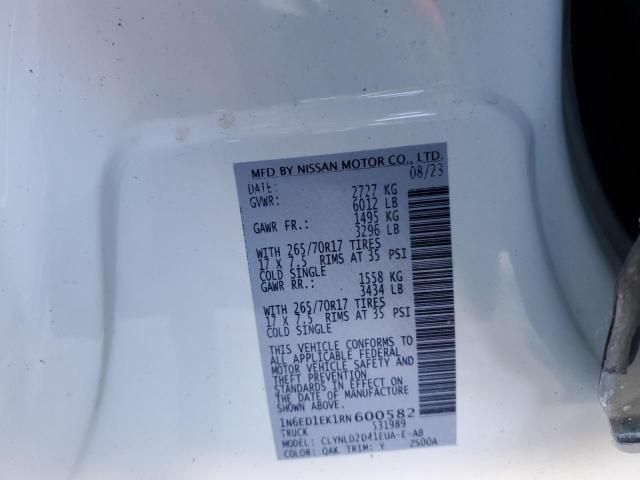 MFD BY NISSAN MOTOR CO., LTD.
DATE: 08/23
GVWR: 2727 KG
6012 LB
GAWR FR.: 1495 KG
3296 LB
WITH 265/70R17 TIRES
17 X 7.5 RIMS AT 35 PSI
COLD SINGLE
GAWR RR.: 1558 KG
3434 LB
WITH 265/70R17 TIRES
17 X 7.5 RIMS AT 35 PSI
COLD SINGLE
THIS VEHICLE CONFORMS TO
ALL APPLICABLE FEDERAL
MOTOR VEHICLE SAFETY AND
THEFT PREVENTION
STANDARDS IN EFFECT ON
THE DATE OF MANUFACTURE
1N6ED1EK1RN600582
TRUCK 531989
MODEL: CLYNLD2D41EUA-E-AB
COLOR: QAK TRIM: Y 2S00A